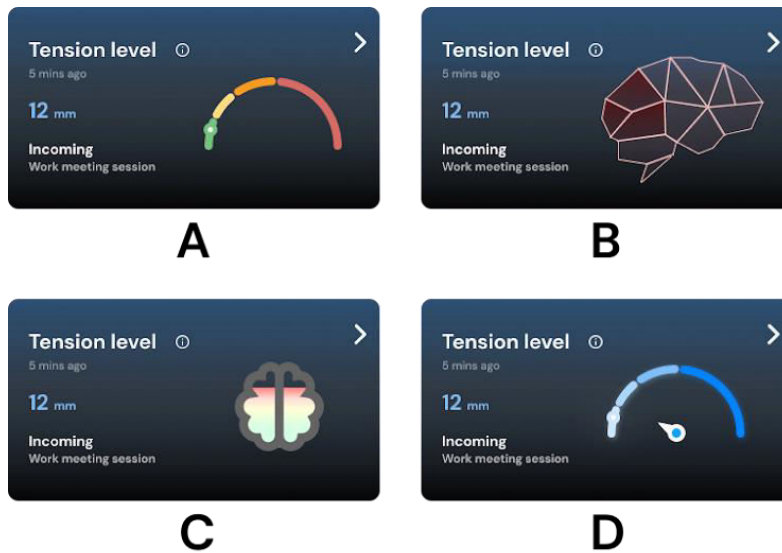 Tension level
5 mins ago
12 mm
Incoming
Work meeting session
A
Tension level
5 mins ago
12 mm
Incoming
Work meeting session
B
Tension level
5 mins ago
12 mm
Incoming
Work meeting session
C
Tension level
5 mins ago
12 mm
Incoming
Work meeting session
D